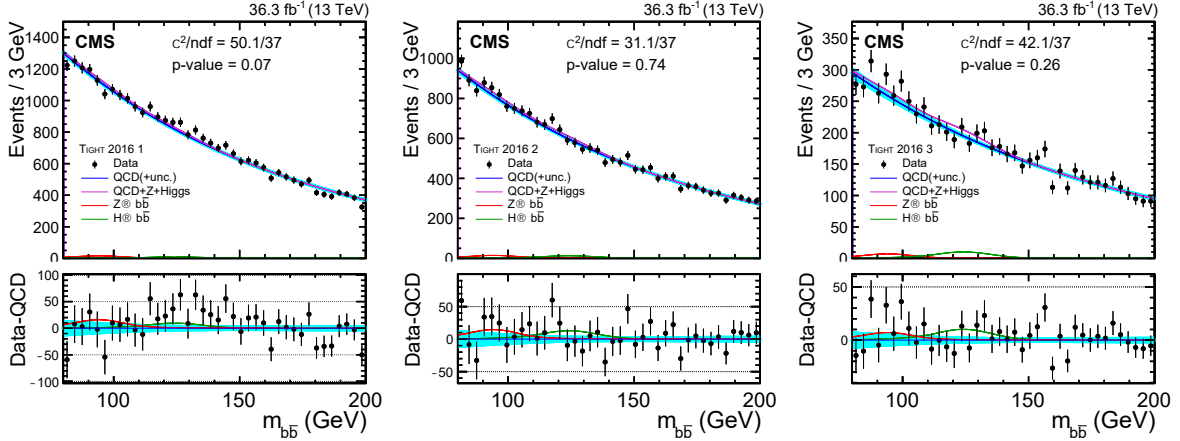 36.3 fb⁻¹ (13 TeV)
CMS
C²/ndf = 50.1/37
p-value = 0.07
Events / 3 GeV
1400
1200
1000
800
600
400
200
0
TIGHT 2016 1
Data
QCD(+unc.)
QCD+Z+Higgs
Z® bb̅
H® bb̅
Data-QCD
100
50
0
−50
−100
100
150
200
m_bb̅ (GeV)
36.3 fb⁻¹ (13 TeV)
CMS
C²/ndf = 31.1/37
p-value = 0.74
Events / 3 GeV
1000
800
600
400
200
0
TIGHT 2016 2
Data
QCD(+unc.)
QCD+Z+Higgs
Z® bb̅
H® bb̅
Data-QCD
50
0
−50
100
150
200
m_bb̅ (GeV)
36.3 fb⁻¹ (13 TeV)
CMS
C²/ndf = 42.1/37
p-value = 0.26
Events / 3 GeV
350
300
250
200
150
100
50
0
TIGHT 2016 3
Data
QCD(+unc.)
QCD+Z+Higgs
Z® bb̅
H® bb̅
Data-QCD
50
0
100
150
200
m_bb̅ (GeV)